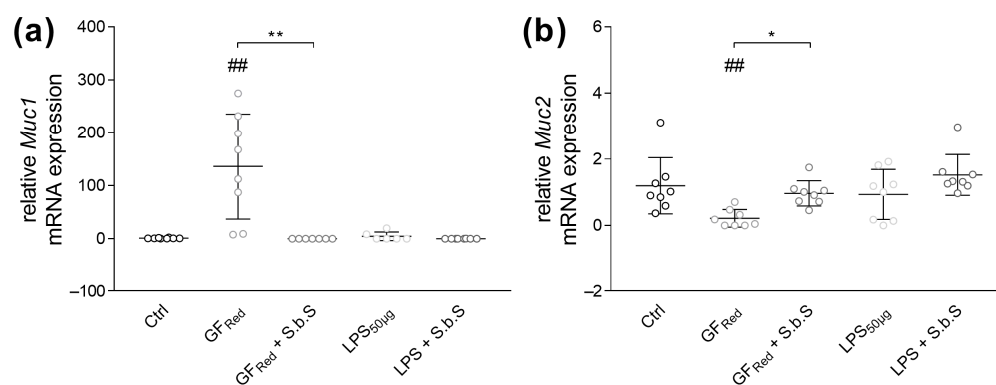 (a)
relative Muc1
mRNA expression
400
300
200
100
0
–100
**
##
Ctrl
GFRed
GFRed + S.b.S
LPS50µg
LPS + S.b.S
(b)
relative Muc2
mRNA expression
6
4
2
0
–2
*
##
Ctrl
GFRed
GFRed + S.b.S
LPS50µg
LPS + S.b.S